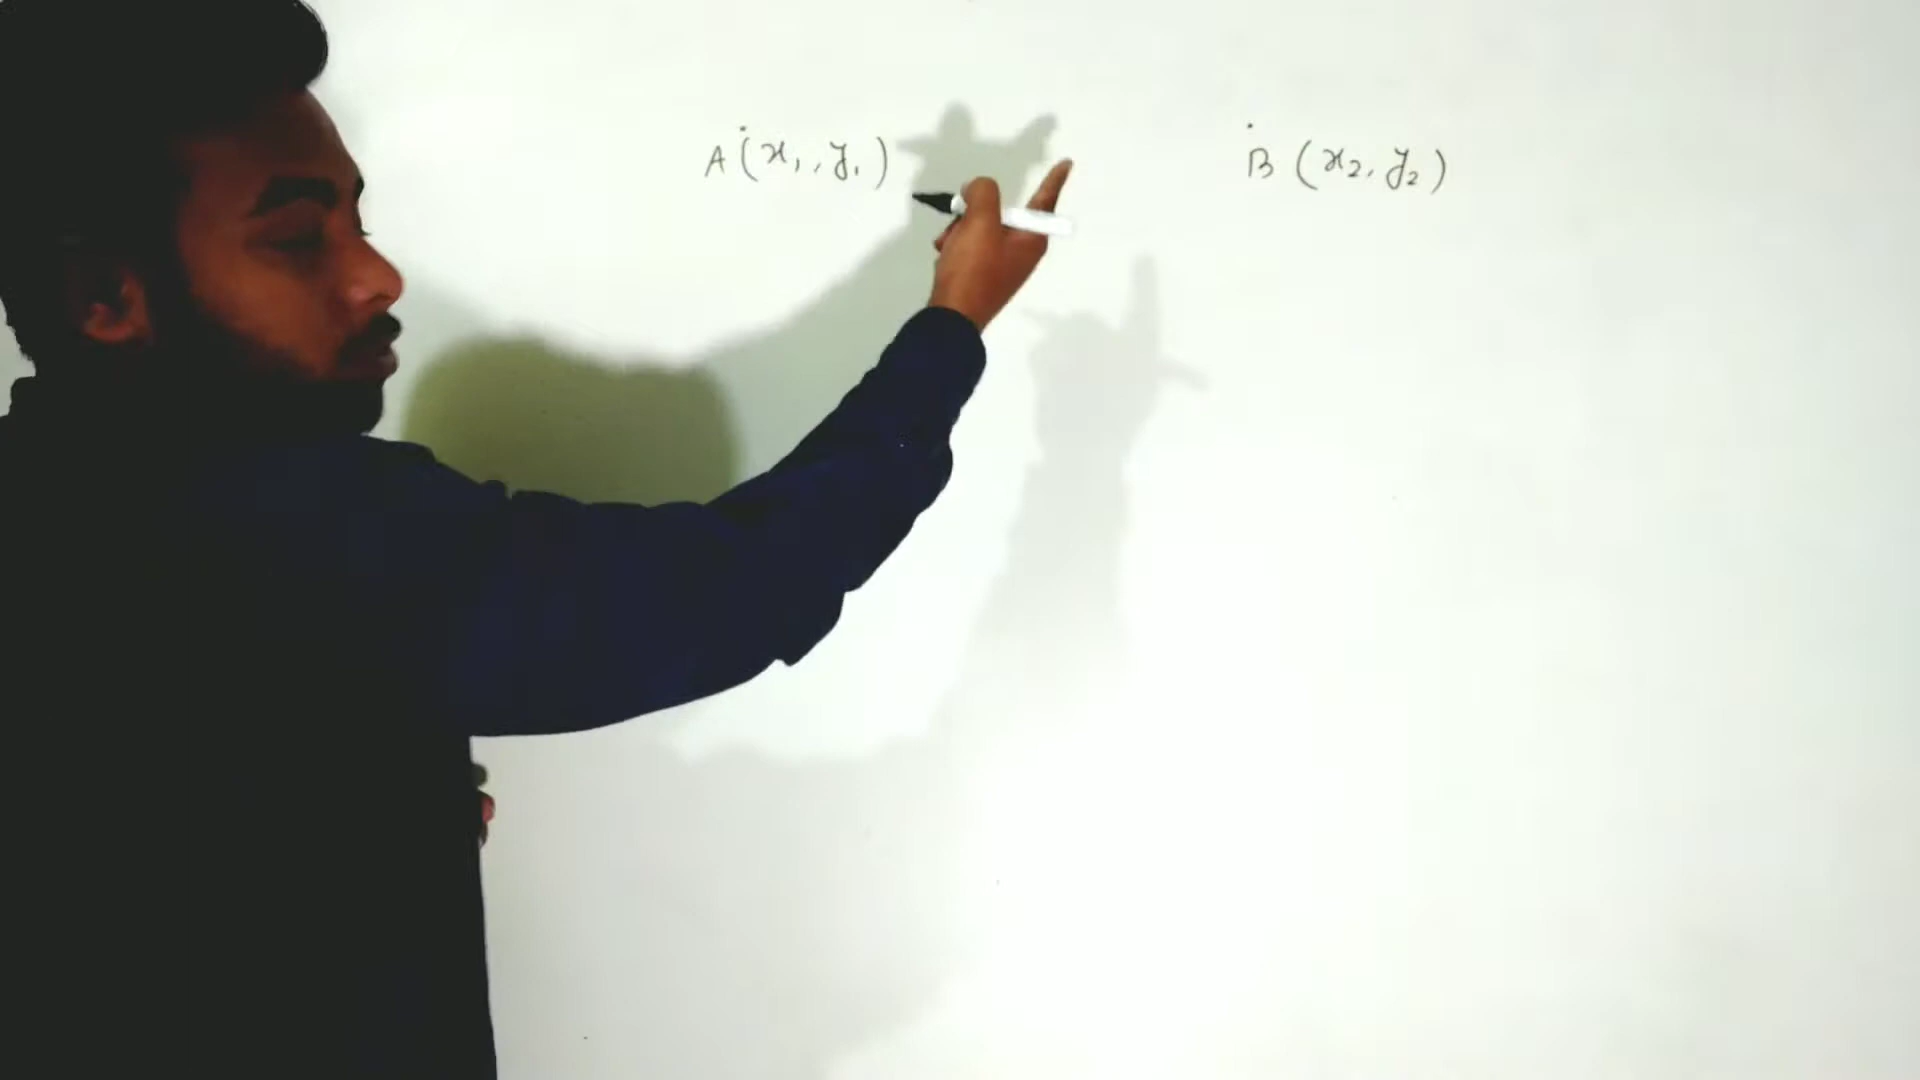 A (x₁, y₁) B (x₂, y₂)